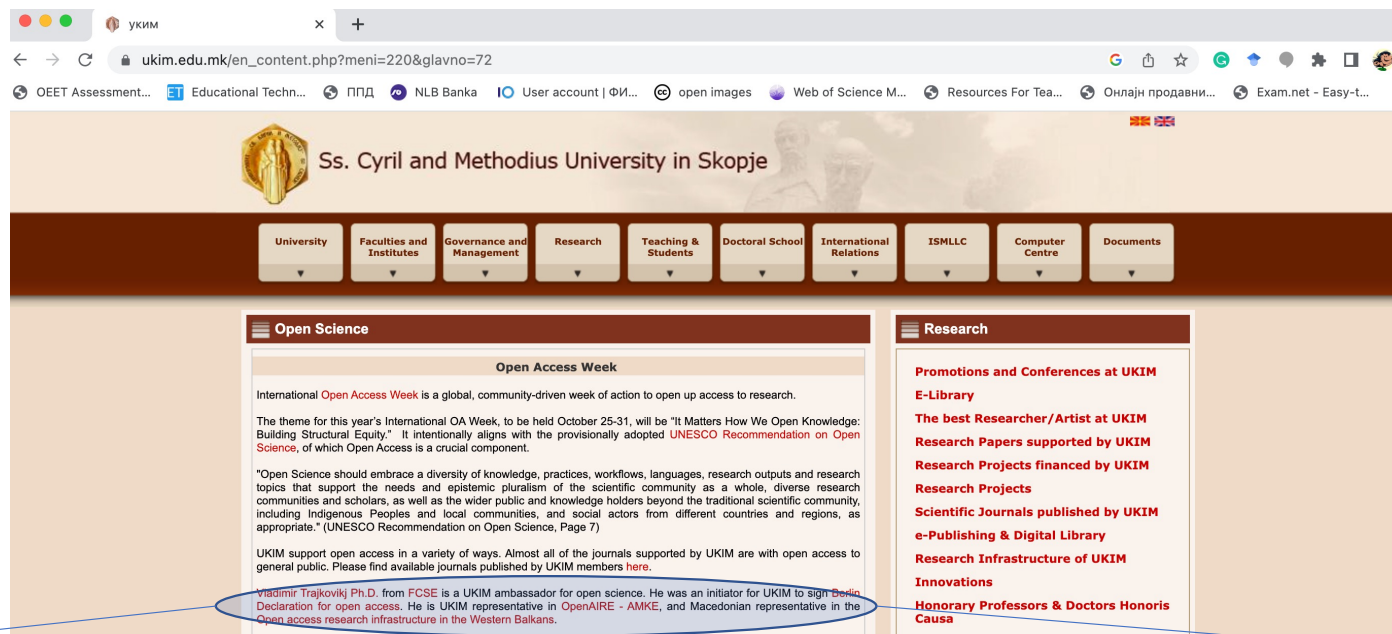 уким
ukim.edu.mk/en_content.php?meni=220&glavno=72
OEET Assessment... Educational Techn... ППД NLB Banka User account | ФИ... open images Web of Science M... Resources For Tea... Онлајн продавни... Exam.net - Easy-t...
Ss. Cyril and Methodius University in Skopje
University
Faculties and
Institutes
Governance and
Management
Research
Teaching &
Students
Doctoral School
International
Relations
ISMLLC
Computer
Centre
Documents
Open Science
Open Access Week
International Open Access Week is a global, community-driven week of action to open up access to research.
The theme for this year's International OA Week, to be held October 25-31, will be "It Matters How We Open Knowledge:
Building Structural Equity." It intentionally aligns with the provisionally adopted UNESCO Recommendation on Open
Science, of which Open Access is a crucial component.
"Open Science should embrace a diversity of knowledge, practices, workflows, languages, research outputs and research
topics that support the needs and epistemic pluralism of the scientific community as a whole, diverse research
communities and scholars, as well as the wider public and knowledge holders beyond the traditional scientific community,
including Indigenous Peoples and local communities, and social actors from different countries and regions, as
appropriate." (UNESCO Recommendation on Open Science, Page 7)
UKIM support open access in a variety of ways. Almost all of the journals supported by UKIM are with open access to
general public. Please find available journals published by UKIM members here.
Vladimir Trajkovikj Ph.D. from FCSE is a UKIM ambassador for open science. He was an initiator for UKIM to sign Berlin
Declaration for open access. He is UKIM representative in OpenAIRE - AMKE, and Macedonian representative in the
Open access research infrastructure in the Western Balkans.
Research
Promotions and Conferences at UKIM
E-Library
The best Researcher/Artist at UKIM
Research Papers supported by UKIM
Research Projects financed by UKIM
Research Projects
Scientific Journals published by UKIM
e-Publishing & Digital Library
Research Infrastructure of UKIM
Innovations
Honorary Professors & Doctors Honoris
Causa